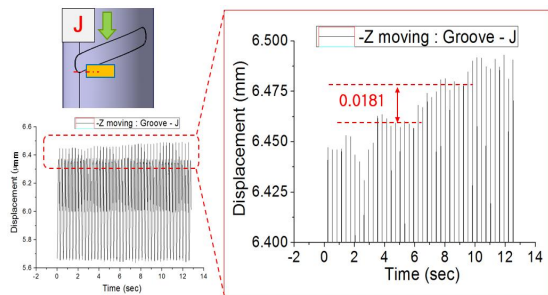 J
-Z moving : Groove - J
Displacement (mm
6.6
6.4
6.2
6.0
5.8
5.6
-2 0 2 4 6 8 10 12 14
Time (sec)
-Z moving : Groove - J
Displacement (mm)
6.500
6.475
6.450
6.425
6.400
0.0181
-2 0 2 4 6 8 10 12 14
Time (sec)